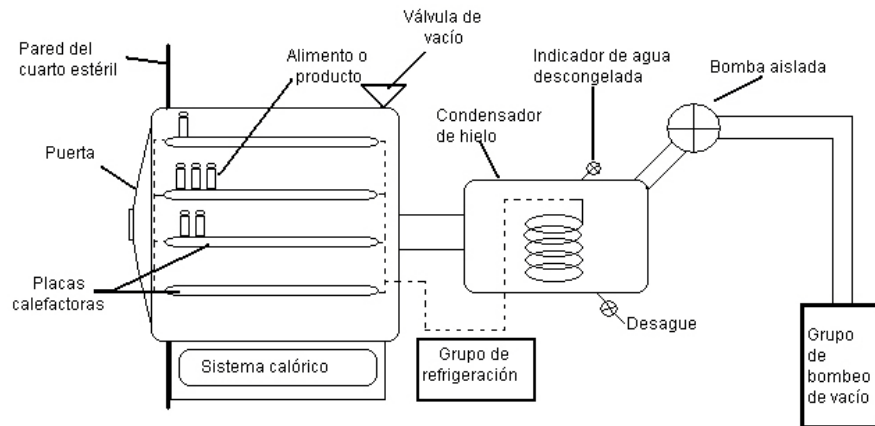 Pared del
cuarto estéril
Alimento o
producto
Válvula de
vacío
Indicador de agua
descongelada
Bomba aislada
Condensador
de hielo
Puerta
Placas
calefactoras
Desague
Sistema calórico
Grupo de
refrigeración
Grupo
de
bombeo
de vacío